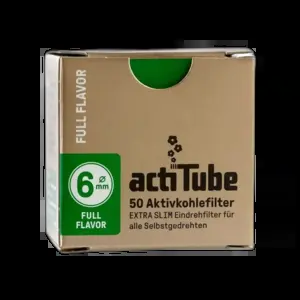 FULL FLAVOR
6 Ø mm
FULL
FLAVOR
actiTube
50 Aktivkohlefilter
EXTRA SLIM Eindrehfilter für
alle Selbstgedrehten